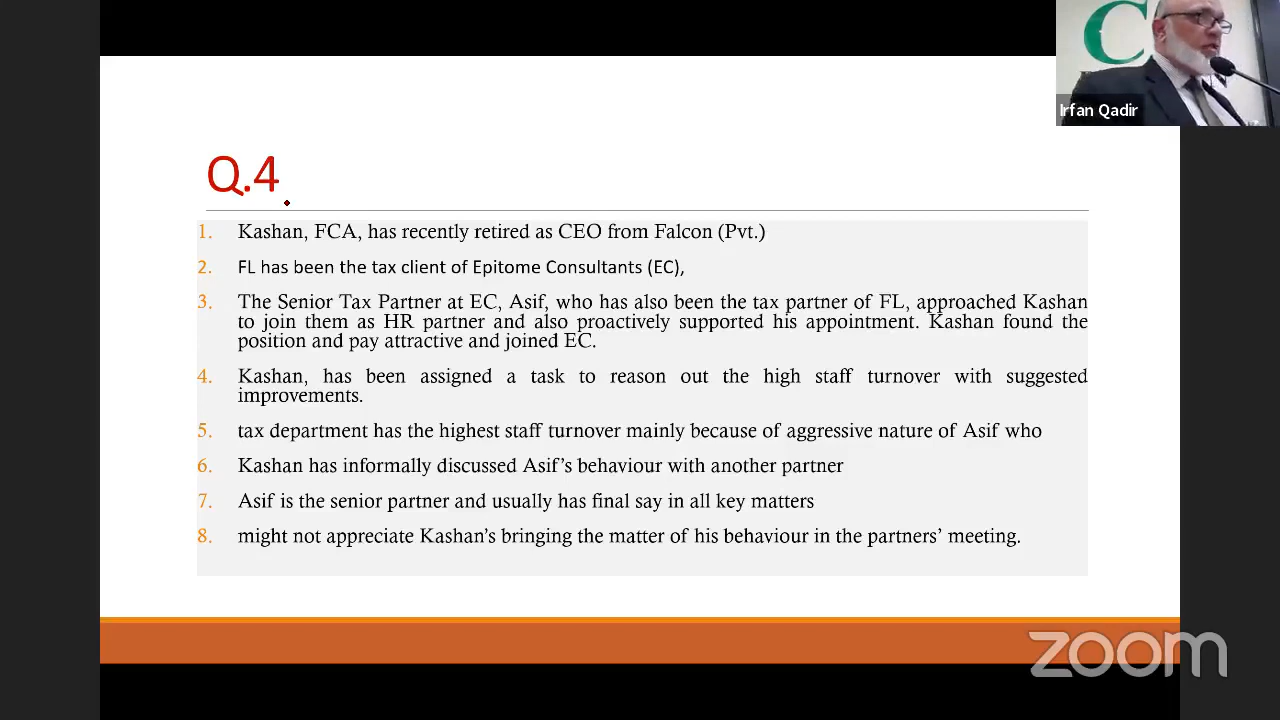 C
Irfan Qadir
Q.4
1. Kashan, FCA, has recently retired as CEO from Falcon (Pvt.)
2. FL has been the tax client of Epitome Consultants (EC),
3. The Senior Tax Partner at EC, Asif, who has also been the tax partner of FL, approached Kashan
to join them as HR partner and also proactively supported his appointment. Kashan found the
position and pay attractive and joined EC.
4. Kashan, has been assigned a task to reason out the high staff turnover with suggested
improvements.
5. tax department has the highest staff turnover mainly because of aggressive nature of Asif who
6. Kashan has informally discussed Asif’s behaviour with another partner
7. Asif is the senior partner and usually has final say in all key matters
8. might not appreciate Kashan’s bringing the matter of his behaviour in the partners’ meeting.
zoom